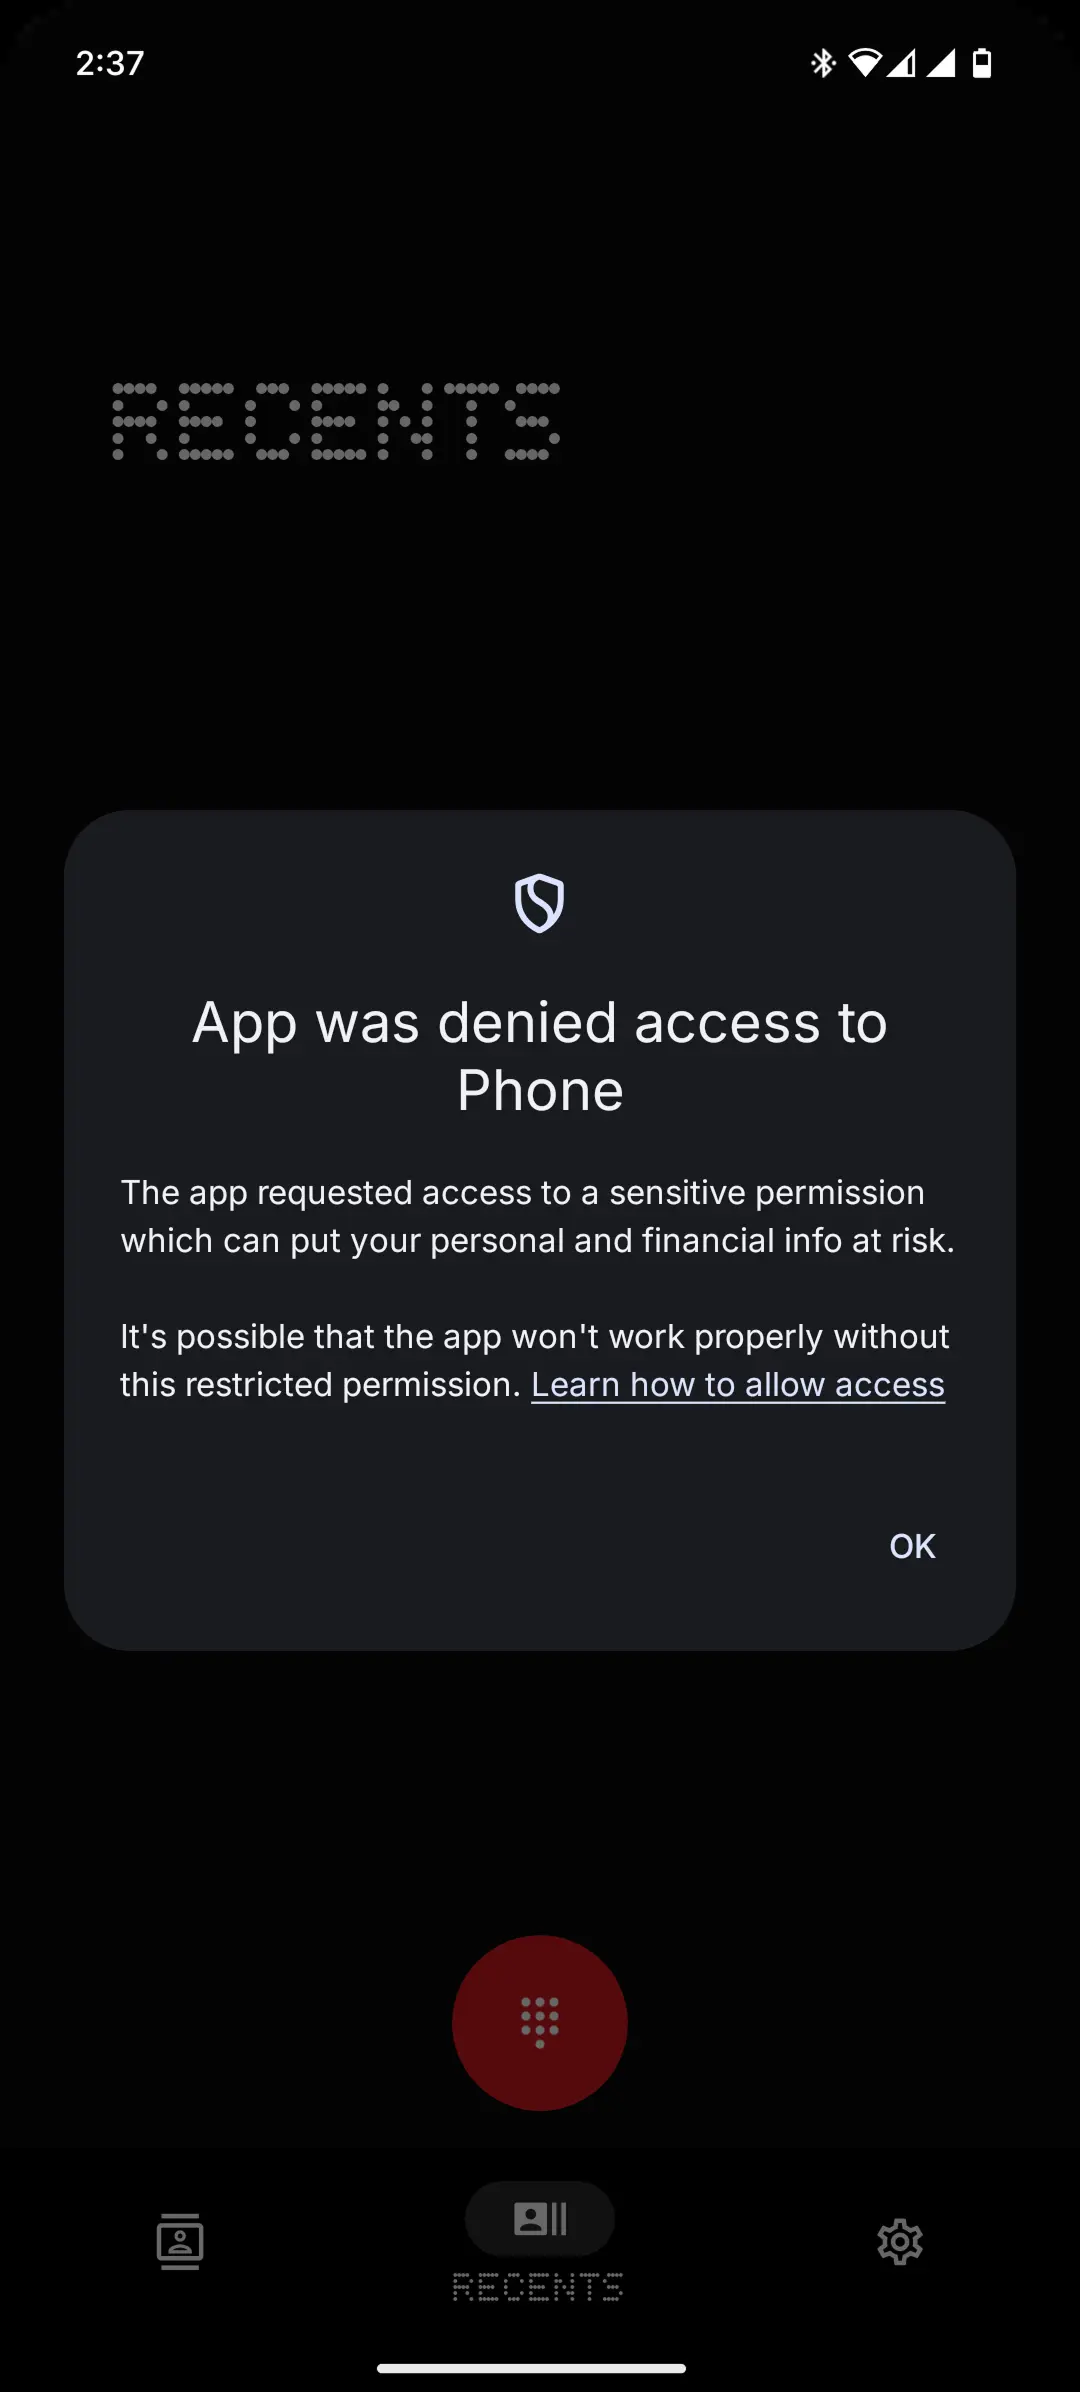 2:37
RECENTS
App was denied access to
Phone
The app requested access to a sensitive permission
which can put your personal and financial info at risk.
It's possible that the app won't work properly without
this restricted permission. Learn how to allow access
OK
RECENTS